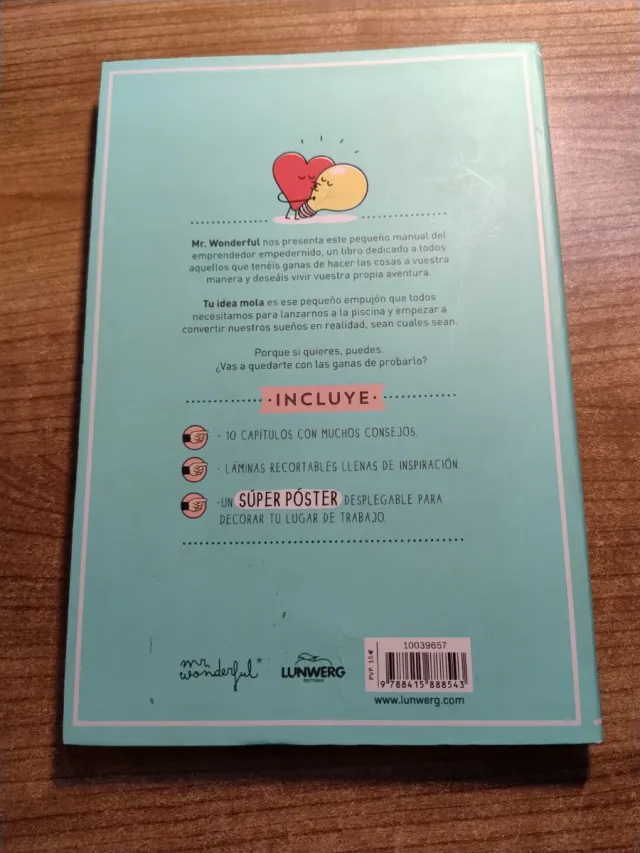 Mr. Wonderful nos presenta este pequeño manual del
emprendedor empedernido, un libro dedicado a todos
aquellos que tenéis ganas de hacer las cosas a vuestra
manera y deseáis vivir vuestra propia aventura.
Tu idea mola es ese pequeño empujón que todos
necesitamos para lanzarnos a la piscina y empezar a
convertir nuestros sueños en realidad, sean cuales sean.
Porque si quieres, puedes.
¿Vas a quedarte con las ganas de probarlo?
·INCLUYE·
- 10 CAPÍTULOS CON MUCHOS CONSEJOS.
- LÁMINAS RECORTABLES LLENAS DE INSPIRACIÓN.
-UN SÚPER PÓSTER DESPLEGABLE PARA
DECORAR TU LUGAR DE TRABAJO.
mr.
wonderful*
LUNWERG
EDITORES
PVP. 15 €
10039657
9 788415 888543
www.lunwerg.com